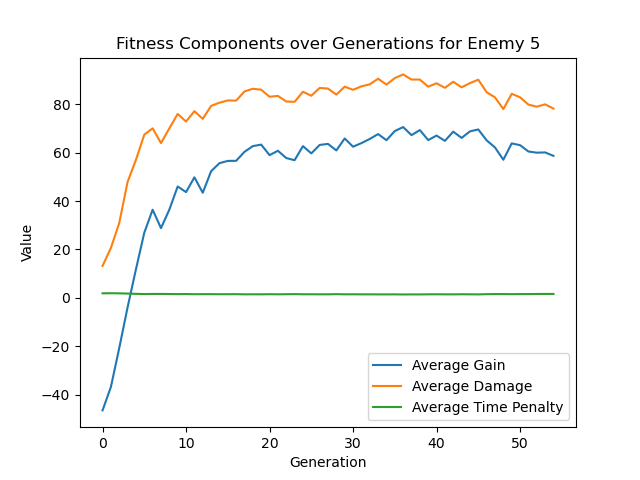 Fitness Components over Generations for Enemy 5
Value
80
60
40
20
0
−20
−40
0 10 20 30 40 50
Generation
Average Gain
Average Damage
Average Time Penalty